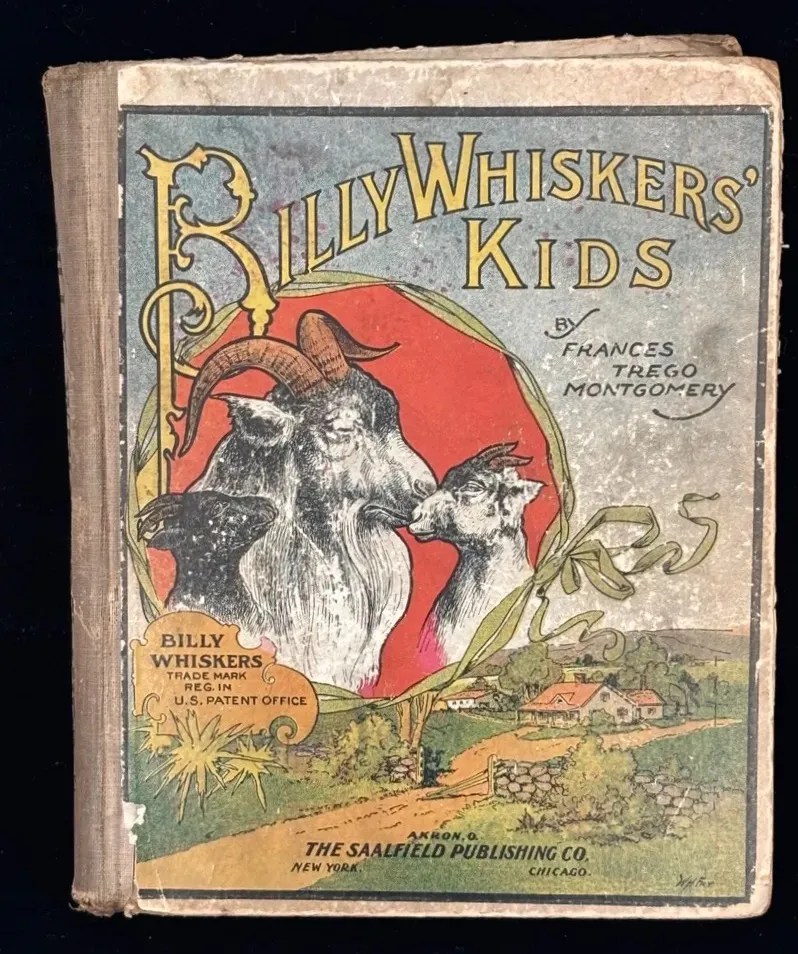 BILLY WHISKERS'
KIDS
BY
FRANCES
TREGO
MONTGOMERY
BILLY
WHISKERS
TRADE MARK
REG. IN
U.S. PATENT OFFICE
AKRON, O.
THE SAALFIELD PUBLISHING CO.
NEW YORK. CHICAGO.